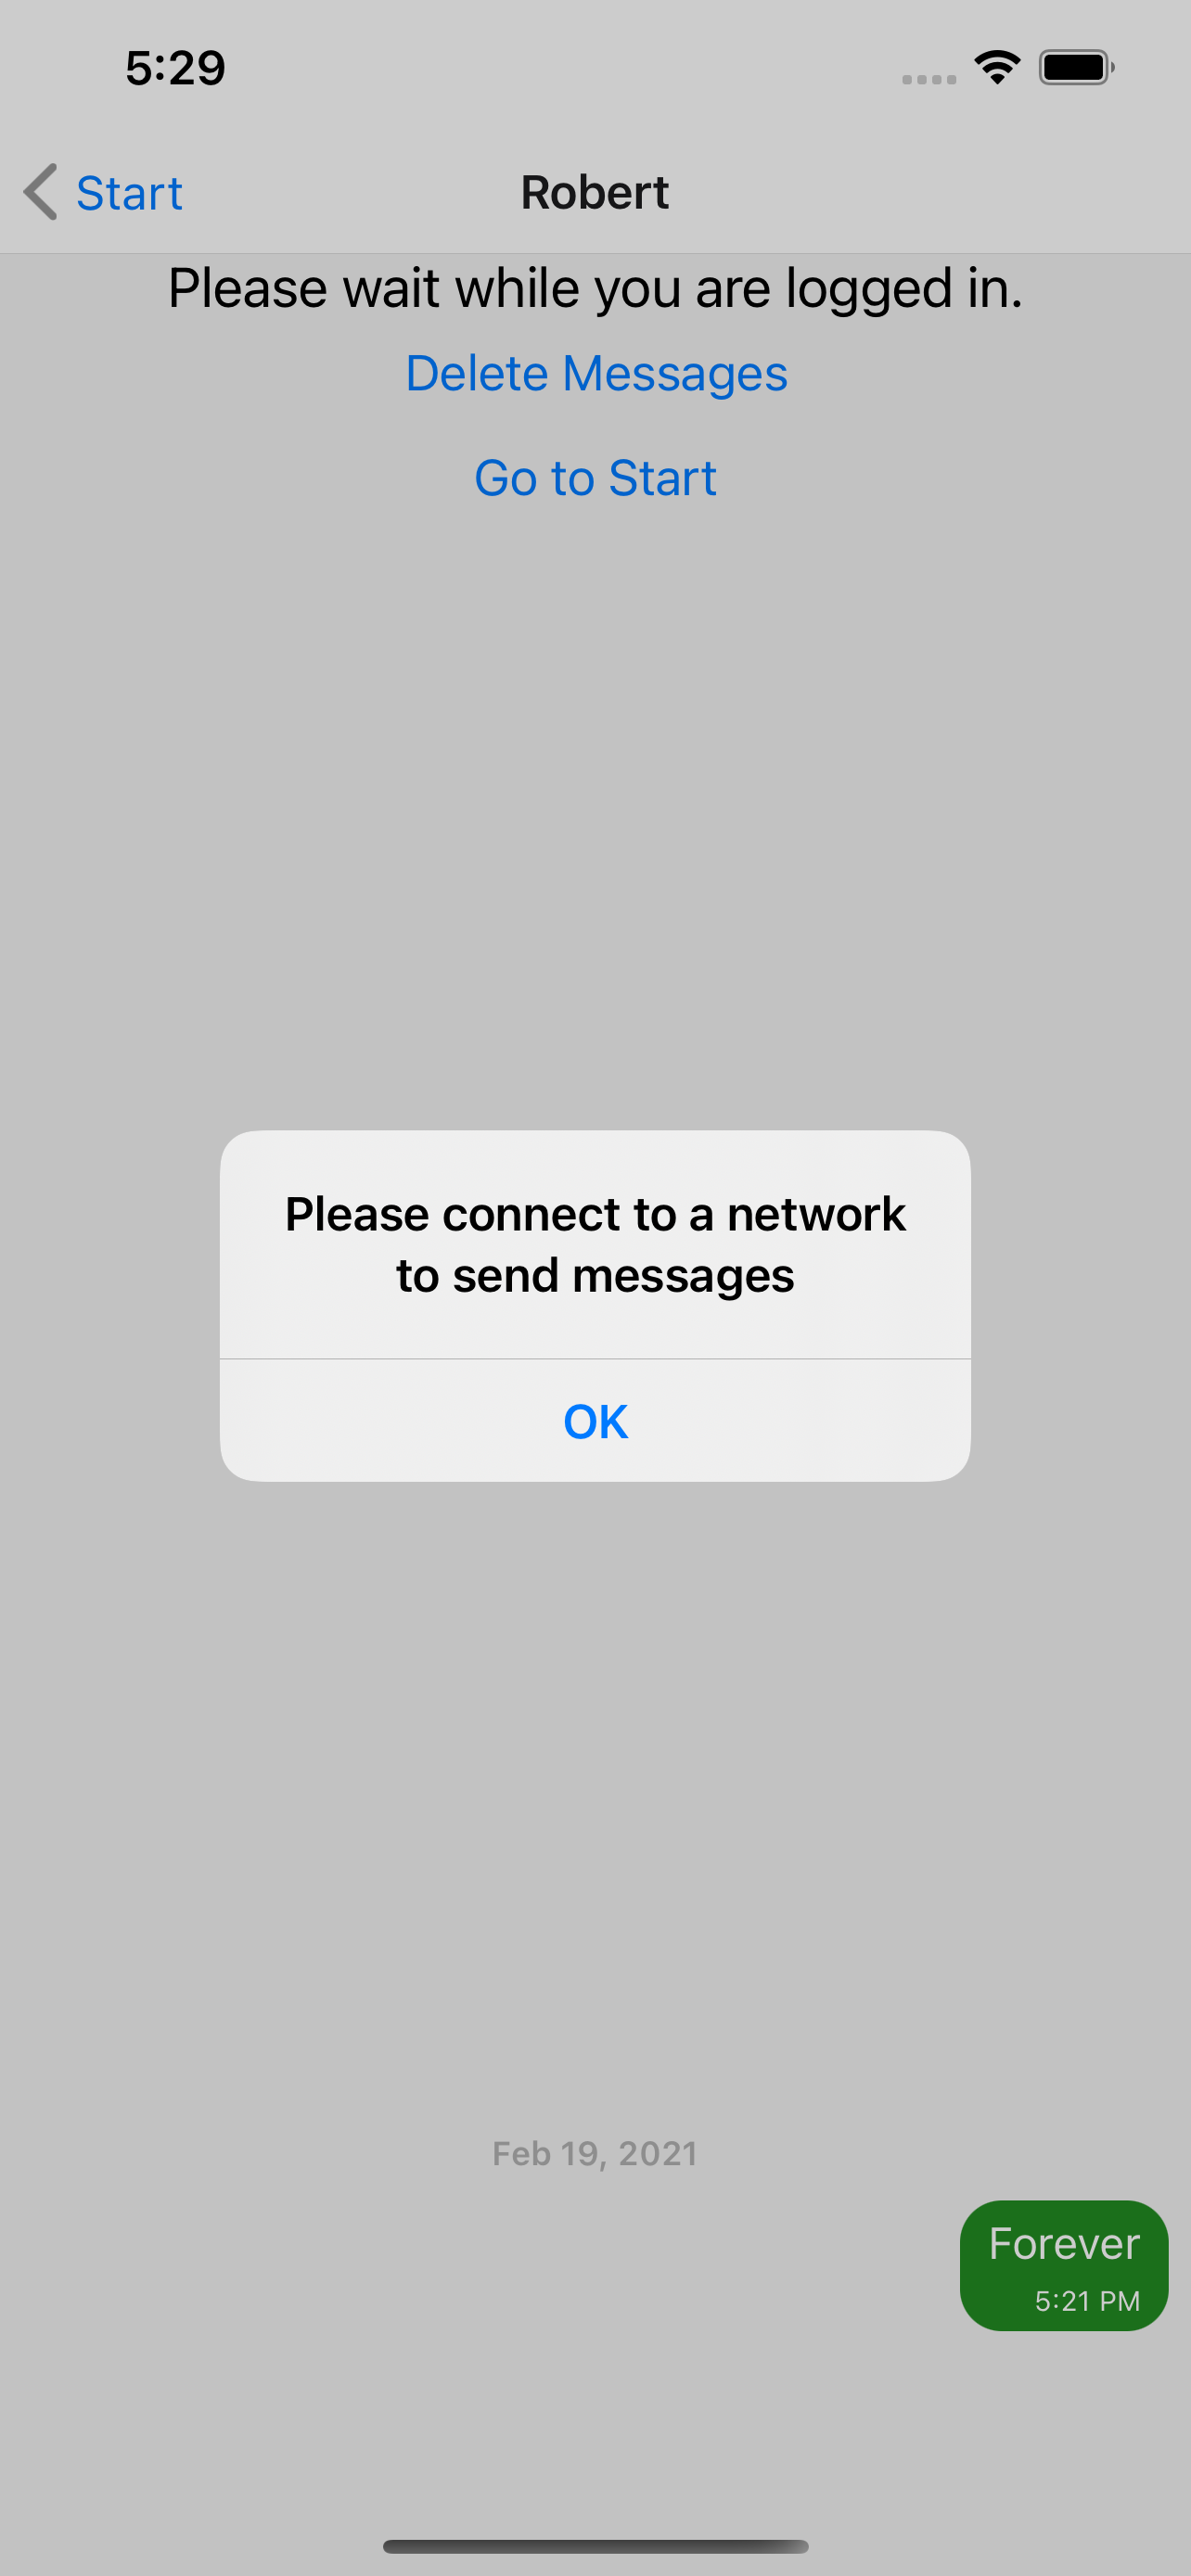 5:29
Start
Robert
Please wait while you are logged in.
Delete Messages
Go to Start
Please connect to a network
to send messages
OK
Feb 19, 2021
Forever
5:21 PM